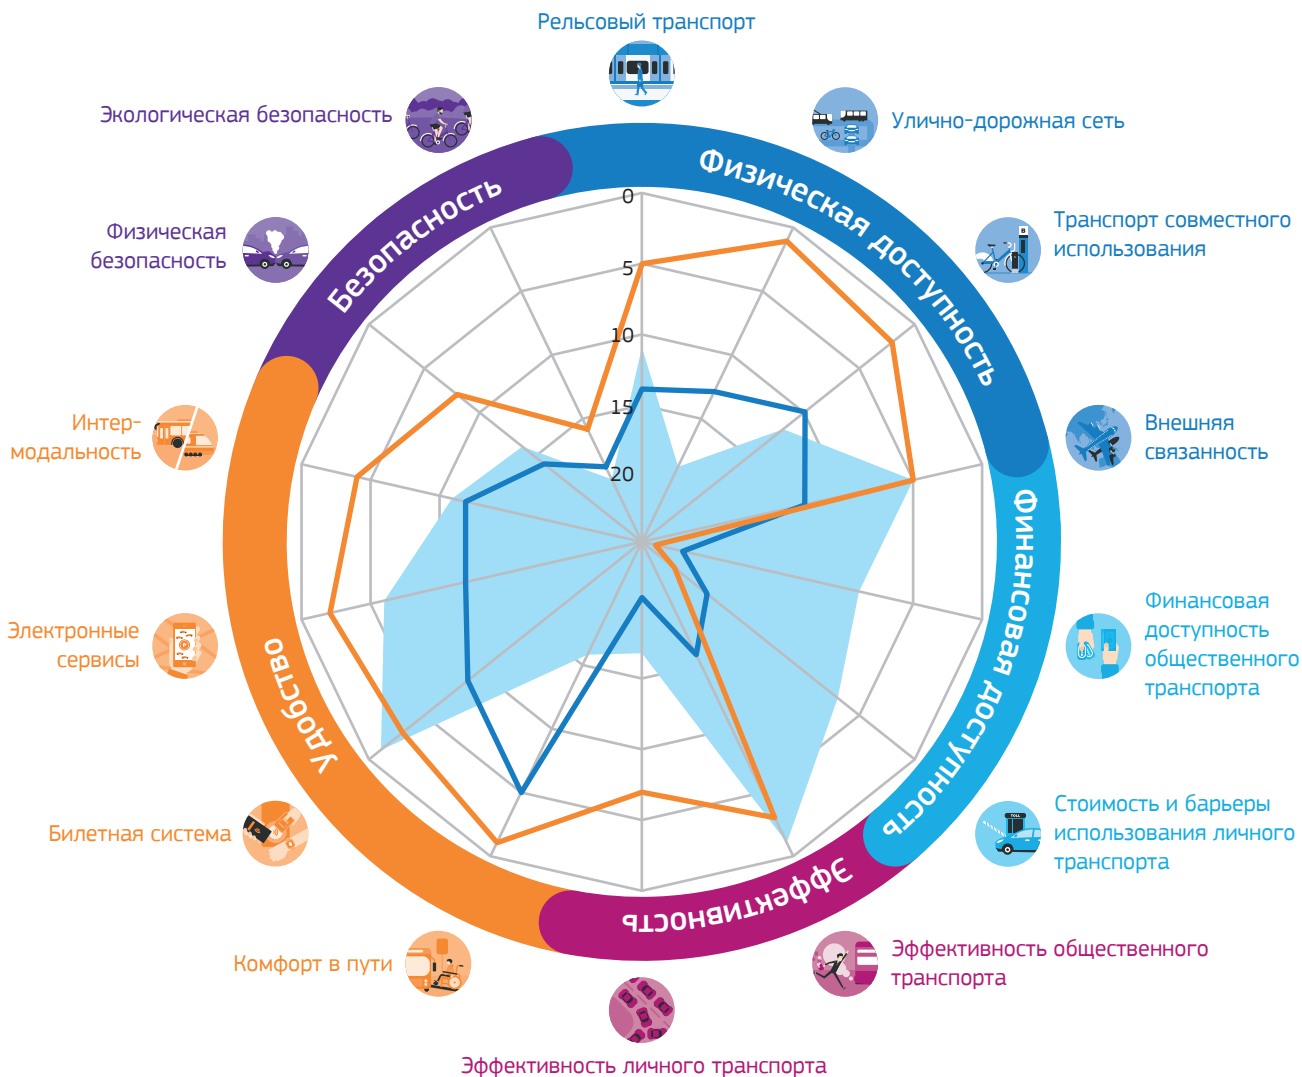 Рельсовый транспорт
Экологическая безопасность
Улично-дорожная сеть
Физическая доступность
Безопасность
0
Транспорт совместного
использования
Физическая
безопасность
5
10
15
20
Интер-
модальность
Внешняя
связанность
Финансовая доступность
Финансовая
доступность
общественного
транспорта
Электронные
сервисы
Удобство
Стоимость и барьеры
использования личного
транспорта
TOLL
B
Билетная система
Эффективность
Комфорт в пути
Эффективность общественного
транспорта
Эффективность личного транспорта